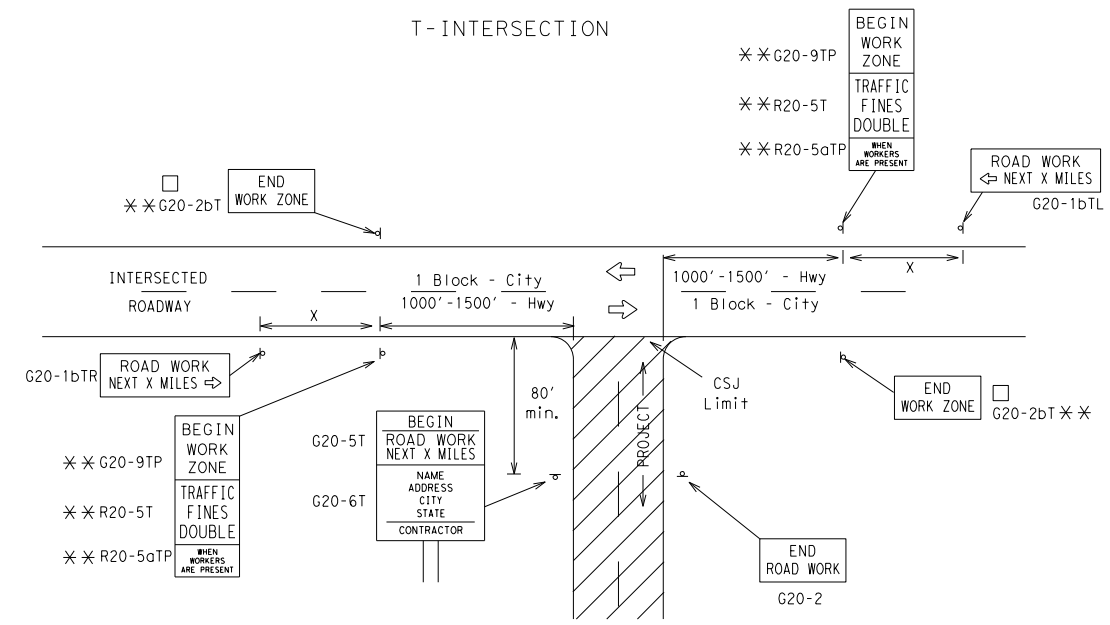 T-INTERSECTION
BEGIN
WORK
ZONE
TRAFFIC
FINES
DOUBLE
WHEN
WORKERS
ARE PRESENT
* * G20-9TP
* * R20-5T
* * R20-5aTP
ROAD WORK
⇦ NEXT X MILES
G20-1bTL
□
* * G20-2bT
END
WORK ZONE
INTERSECTED
ROADWAY
1 Block - City
1000'-1500' - Hwy
1000'-1500' - Hwy
1 Block - City
X
X
G20-1bTR
ROAD WORK
NEXT X MILES ⇨
80'
min.
PROJECT
CSJ
Limit
END
WORK ZONE
□
G20-2bT * *
* * G20-9TP
* * R20-5T
* * R20-5aTP
BEGIN
WORK
ZONE
TRAFFIC
FINES
DOUBLE
WHEN
WORKERS
ARE PRESENT
G20-5T
G20-6T
BEGIN
ROAD WORK
NEXT X MILES
NAME
ADDRESS
CITY
STATE
CONTRACTOR
END
ROAD WORK
G20-2